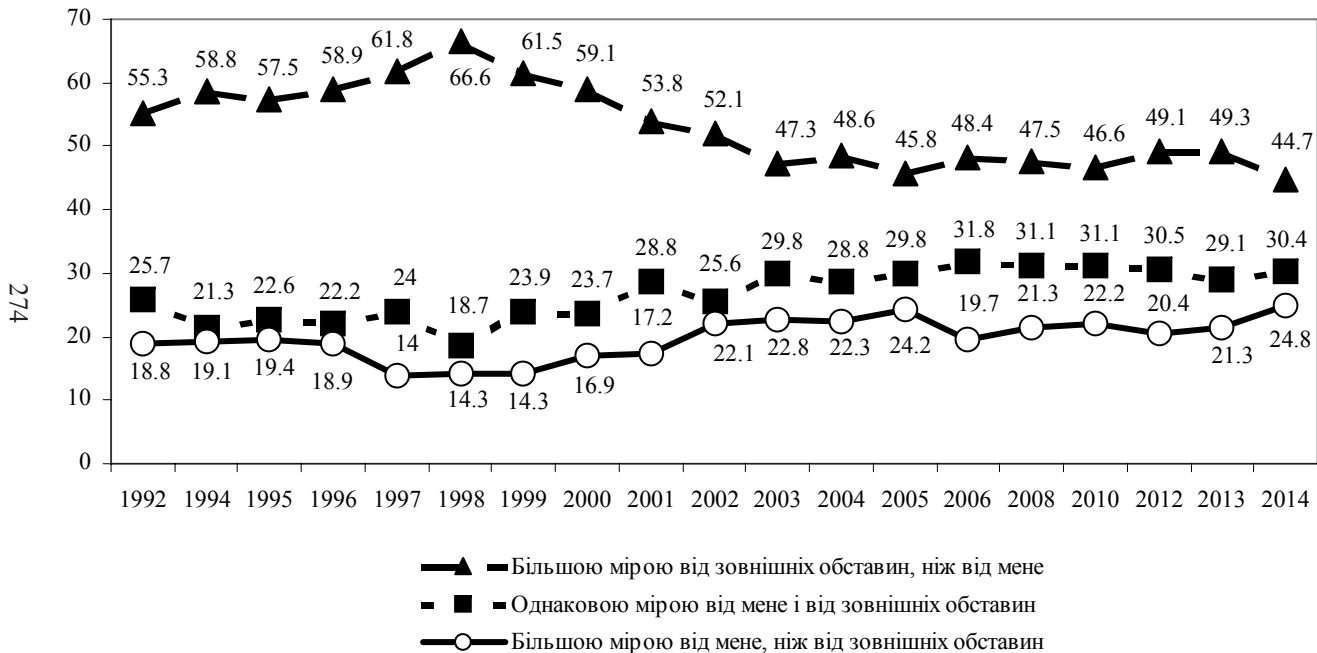 70
60
50
40
30
20
10
0
55.3 58.8 57.5 58.9 61.8 66.6 61.5 59.1 53.8 52.1 47.3 48.6 45.8 48.4 47.5 46.6 49.1 49.3 44.7
25.7 21.3 22.6 22.2 24 18.7 23.9 23.7 28.8 25.6 29.8 28.8 29.8 31.8 31.1 31.1 30.5 29.1 30.4
18.8 19.1 19.4 18.9 14 14.3 14.3 16.9 17.2 22.1 22.8 22.3 24.2 19.7 21.3 22.2 20.4 21.3 24.8
1992 1994 1995 1996 1997 1998 1999 2000 2001 2002 2003 2004 2005 2006 2008 2010 2012 2013 2014
Більшою мірою від зовнішніх обставин, ніж від мене
Однаковою мірою від мене і від зовнішніх обставин
Більшою мірою від мене, ніж від зовнішніх обставин
274